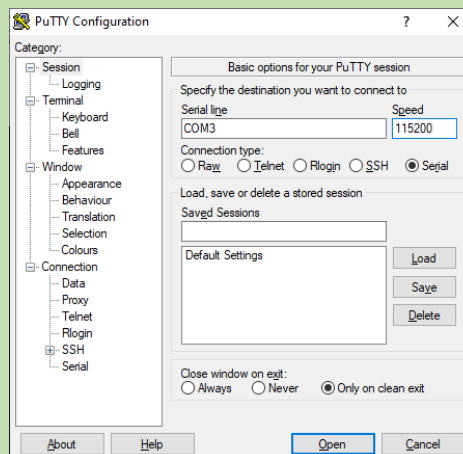 PuTTY Configuration ? ×
Category:
Session
Logging
Terminal
Keyboard
Bell
Features
Window
Appearance
Behaviour
Translation
Selection
Colours
Connection
Data
Proxy
Telnet
Rlogin
SSH
Serial
Basic options for your PuTTY session
Specify the destination you want to connect to
Serial line Speed
COM3 115200
Connection type:
Raw Telnet Rlogin SSH Serial
Load, save or delete a stored session
Saved Sessions
Default Settings
Load
Save
Delete
Close window on exit:
Always Never Only on clean exit
About Help Open Cancel